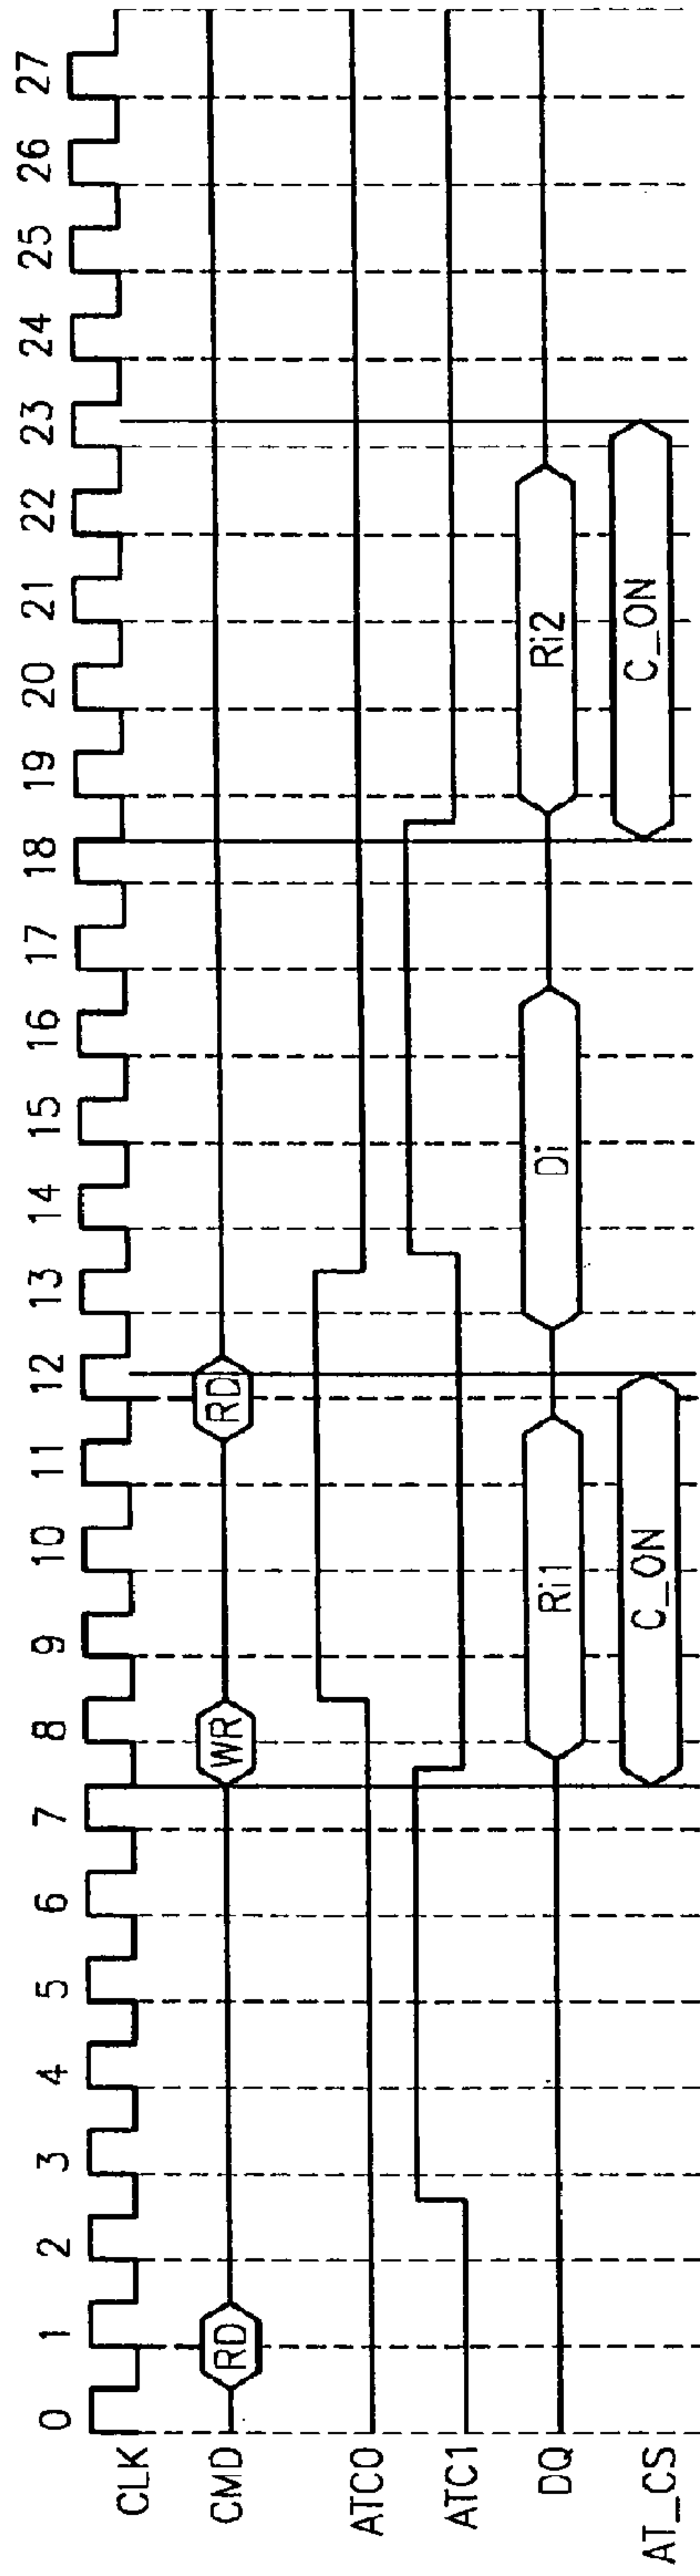 0 1 2 3 4 5 6 7 8 9 10 11 12 13 14 15 16 17 18 19 20 21 22 23 24 25 26 27
CLK
CMD RD WR RD
ATC0
ATC1
DQ Ri1 Di Ri2
AT_CS C_ON C_ON